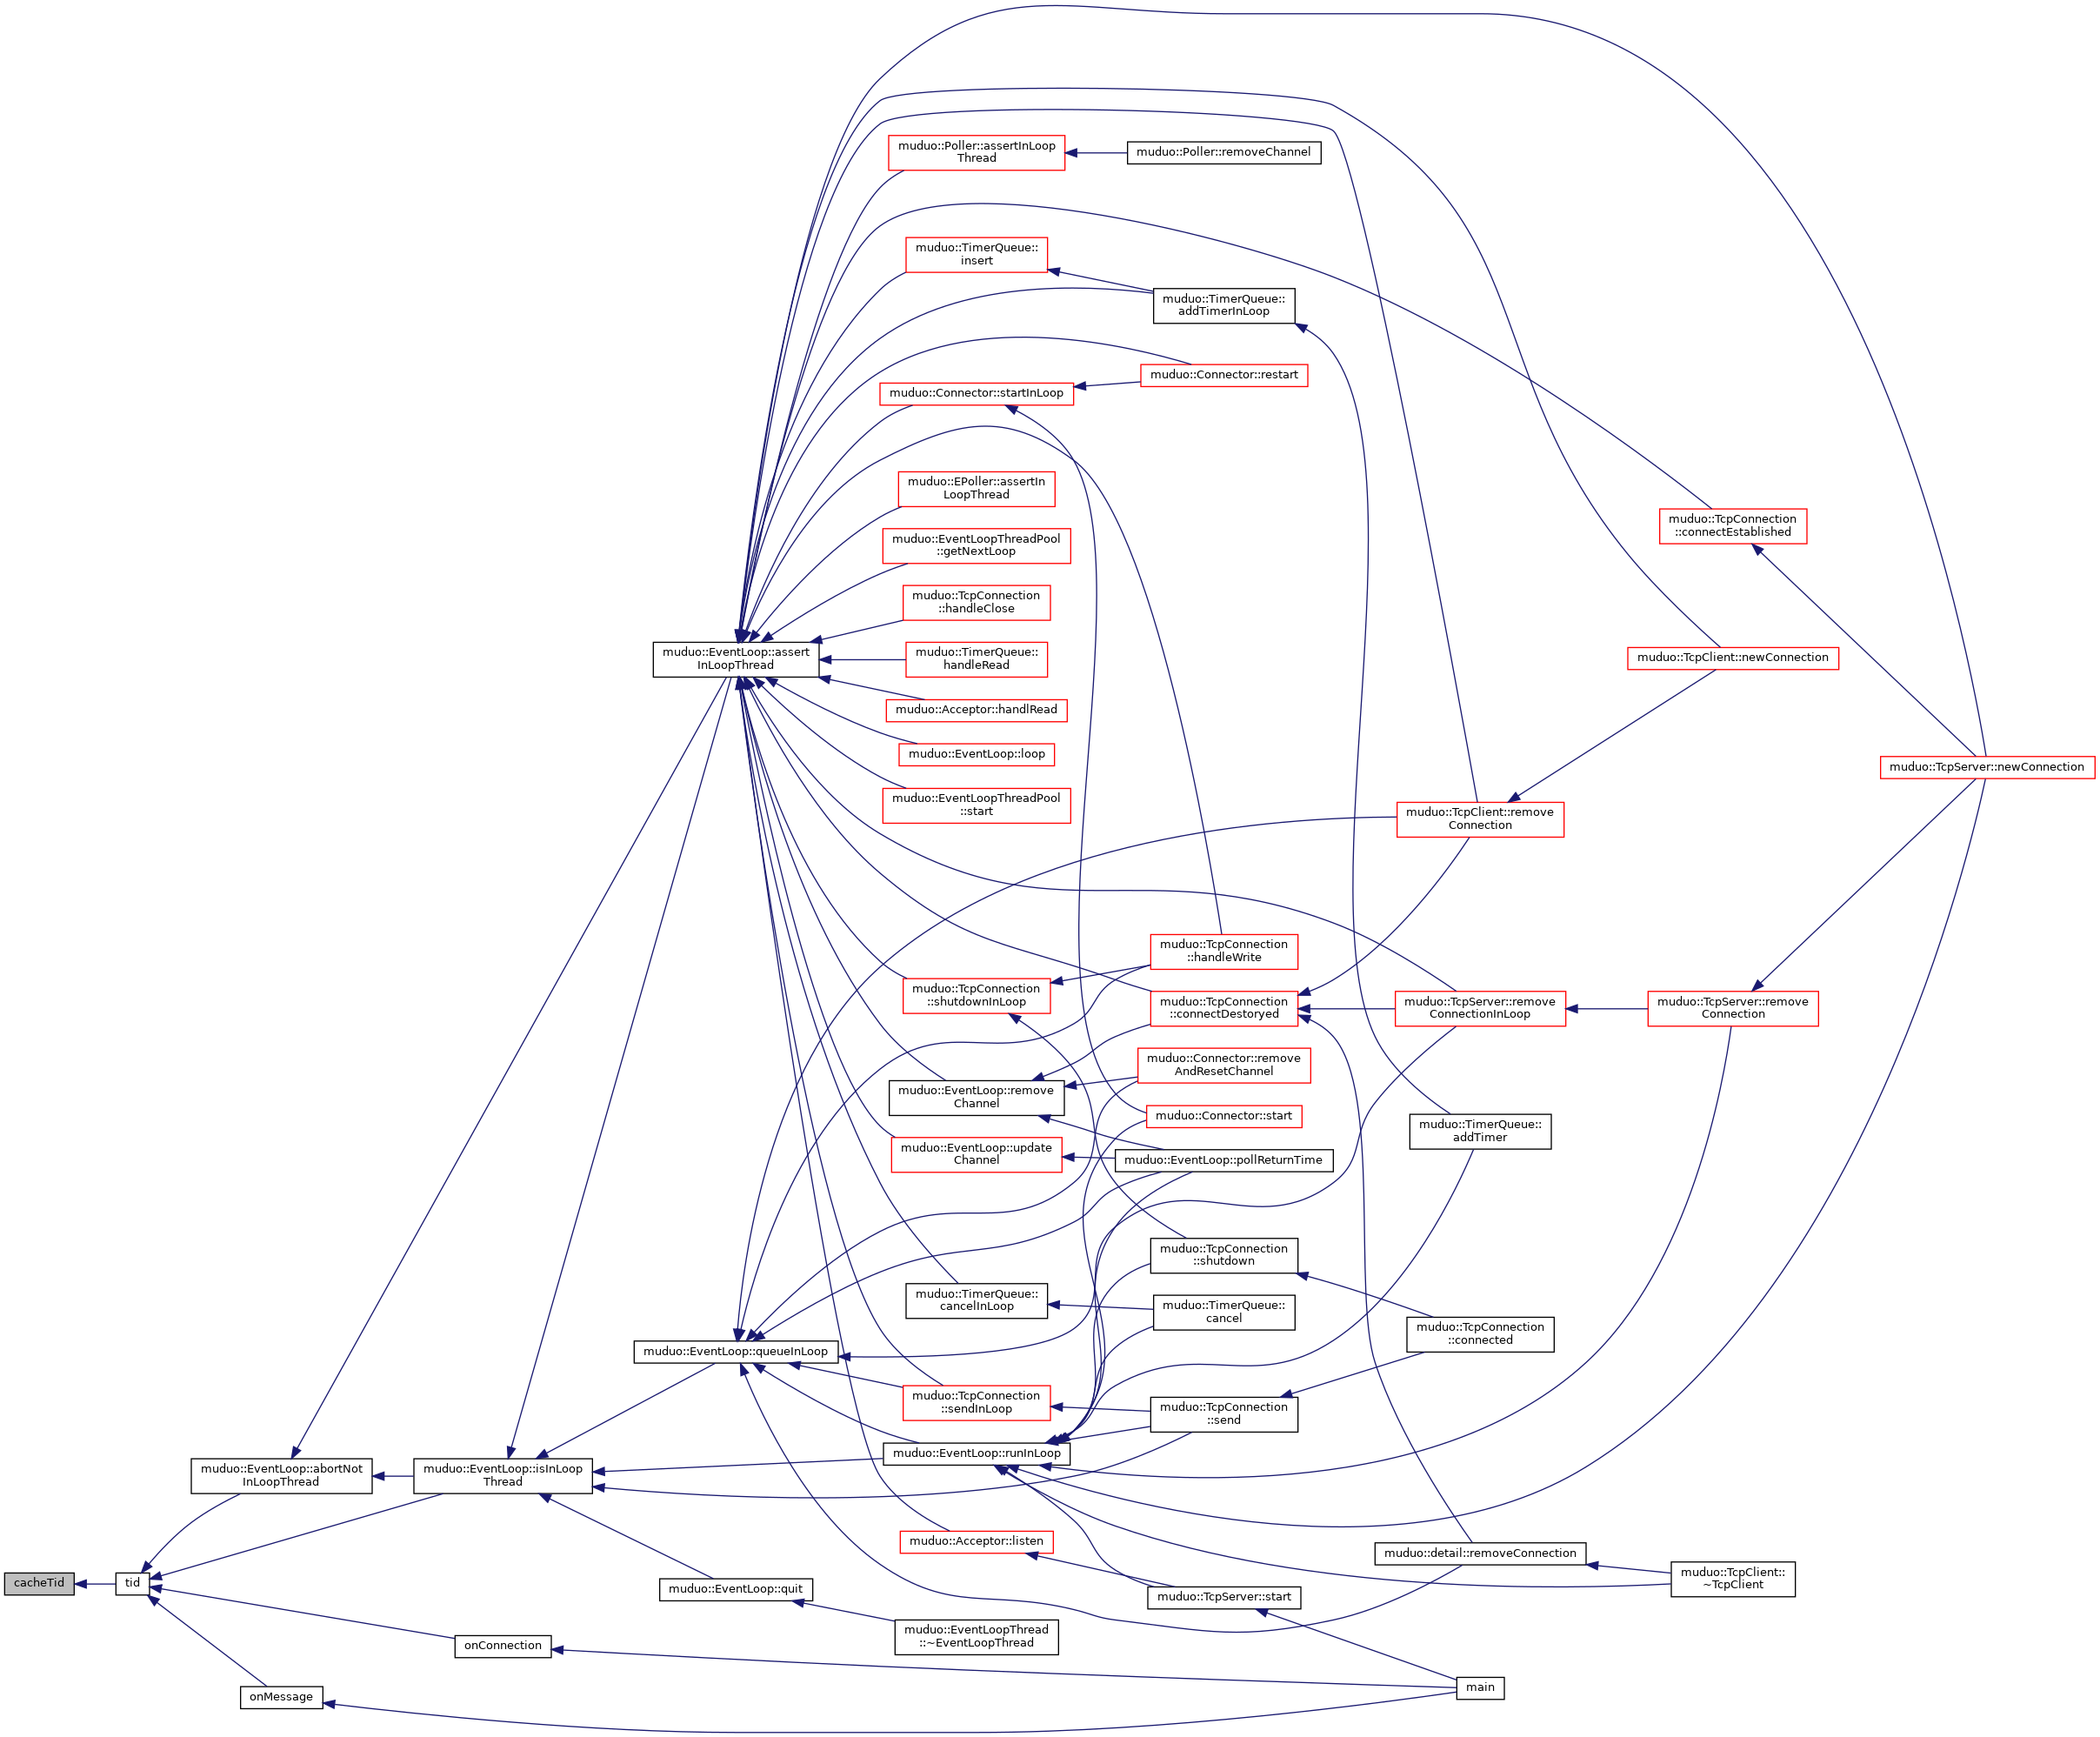 muduo::Poller::assertInLoop
Thread
muduo::Poller::removeChannel
muduo::TimerQueue::
insert
muduo::TimerQueue::
addTimerInLoop
muduo::Connector::restart
muduo::Connector::startInLoop
muduo::EPoller::assertIn
LoopThread
muduo::TcpConnection
::connectEstablished
muduo::EventLoopThreadPool
::getNextLoop
muduo::TcpConnection
::handleClose
muduo::EventLoop::assert
InLoopThread
muduo::TimerQueue::
handleRead
muduo::TcpClient::newConnection
muduo::Acceptor::handlRead
muduo::EventLoop::loop
muduo::TcpServer::newConnection
muduo::EventLoopThreadPool
::start
muduo::TcpClient::remove
Connection
muduo::TcpConnection
::handleWrite
muduo::TcpConnection
::shutdownInLoop
muduo::TcpConnection
::connectDestoryed
muduo::TcpServer::remove
ConnectionInLoop
muduo::TcpServer::remove
Connection
muduo::Connector::remove
AndResetChannel
muduo::EventLoop::remove
Channel
muduo::Connector::start
muduo::TimerQueue::
addTimer
muduo::EventLoop::update
Channel
muduo::EventLoop::pollReturnTime
muduo::TcpConnection
::shutdown
muduo::TimerQueue::
cancelInLoop
muduo::TimerQueue::
cancel
muduo::TcpConnection
::connected
muduo::EventLoop::queueInLoop
muduo::TcpConnection
::sendInLoop
muduo::TcpConnection
::send
muduo::EventLoop::runInLoop
muduo::EventLoop::abortNot
InLoopThread
muduo::EventLoop::isInLoop
Thread
muduo::Acceptor::listen
muduo::detail::removeConnection
cacheTid
tid
muduo::EventLoop::quit
muduo::TcpServer::start
muduo::TcpClient::
~TcpClient
muduo::EventLoopThread
::~EventLoopThread
onConnection
onMessage
main